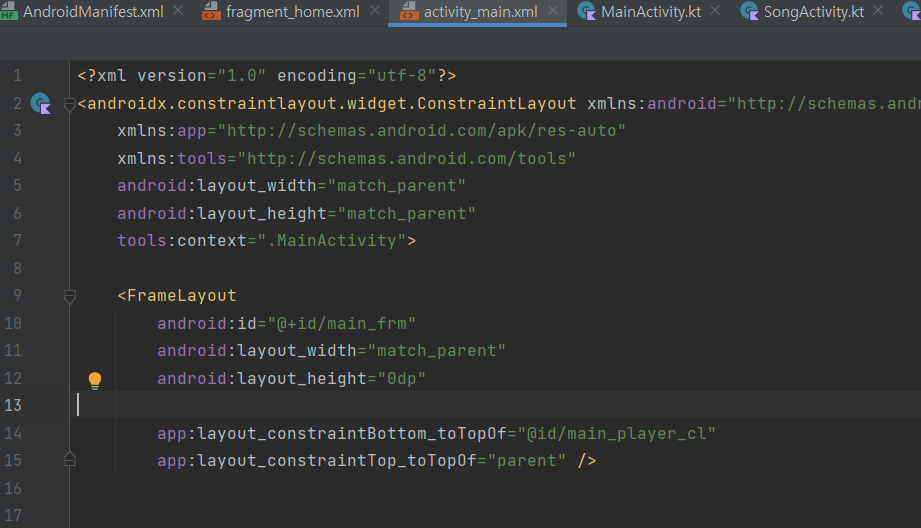 AndroidManifest.xml fragment_home.xml activity_main.xml MainActivity.kt SongActivity.kt
1 <?xml version="1.0" encoding="utf-8"?>
2 <androidx.constraintlayout.widget.ConstraintLayout xmlns:android="http://schemas.andr
3 xmlns:app="http://schemas.android.com/apk/res-auto"
4 xmlns:tools="http://schemas.android.com/tools"
5 android:layout_width="match_parent"
6 android:layout_height="match_parent"
7 tools:context=".MainActivity">
8
9 <FrameLayout
10 android:id="@+id/main_frm"
11 android:layout_width="match_parent"
12 android:layout_height="0dp"
13
14 app:layout_constraintBottom_toTopOf="@id/main_player_cl"
15 app:layout_constraintTop_toTopOf="parent" />
16
17